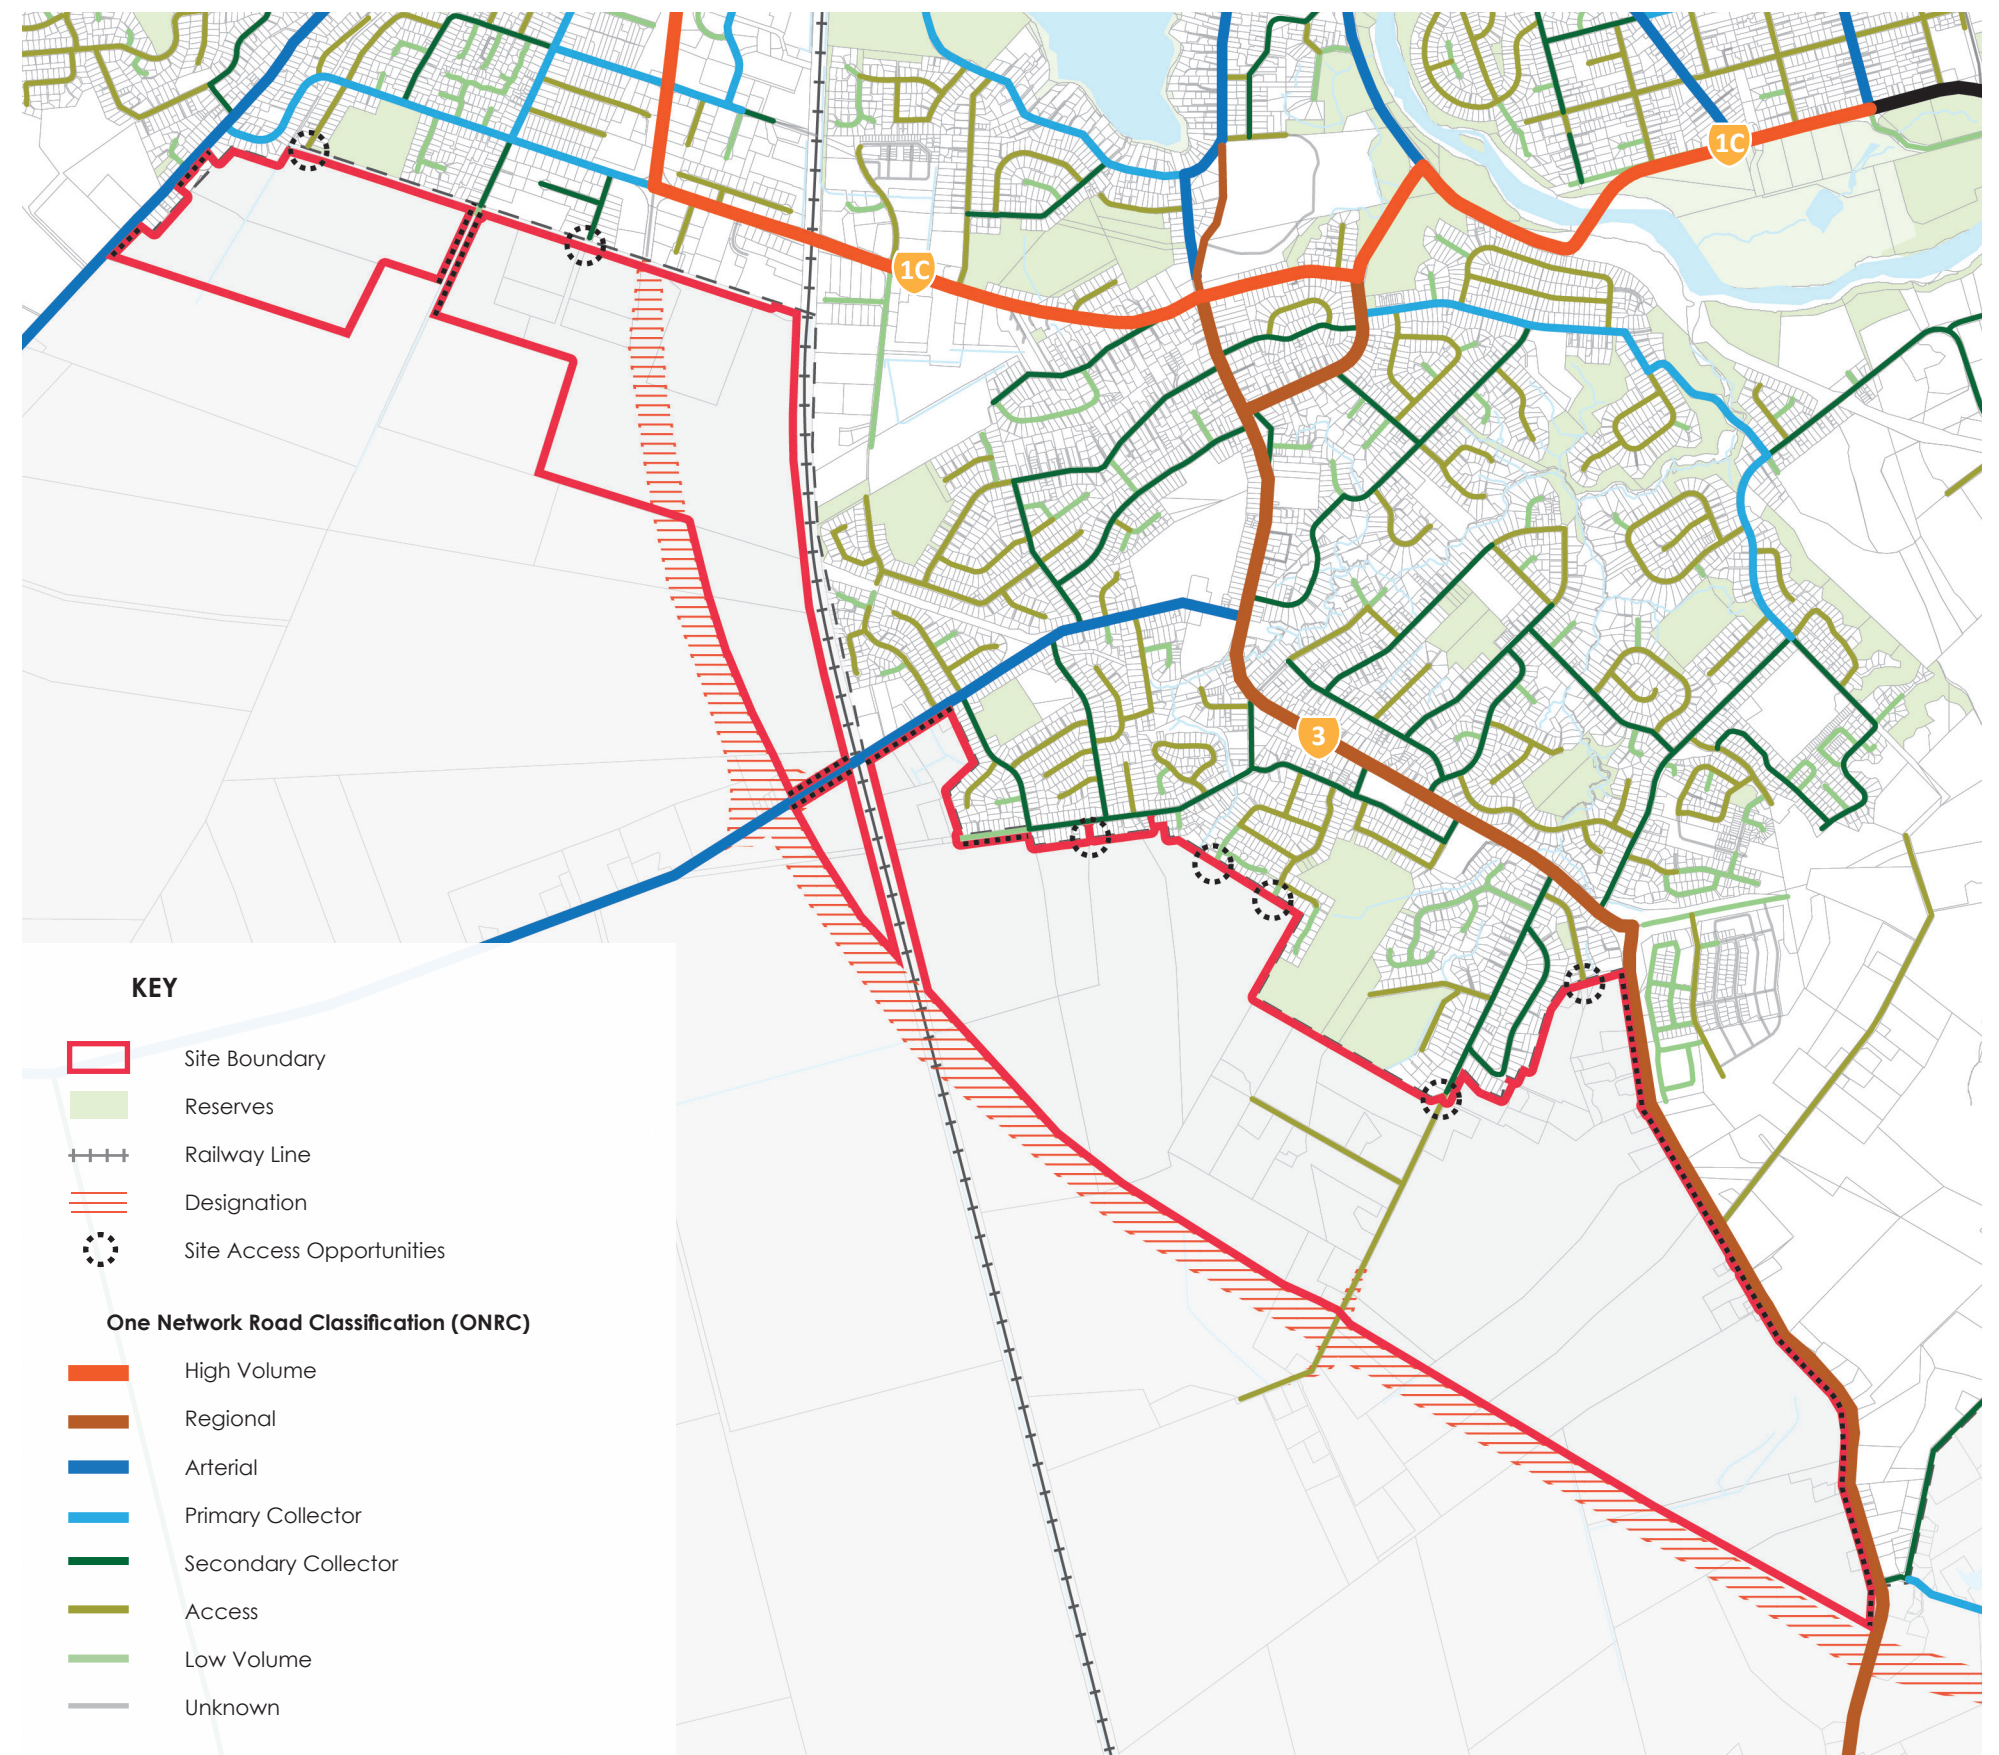 1C
1C
3
KEY
Site Boundary
Reserves
Railway Line
Designation
Site Access Opportunities
One Network Road Classification (ONRC)
High Volume
Regional
Arterial
Primary Collector
Secondary Collector
Access
Low Volume
Unknown